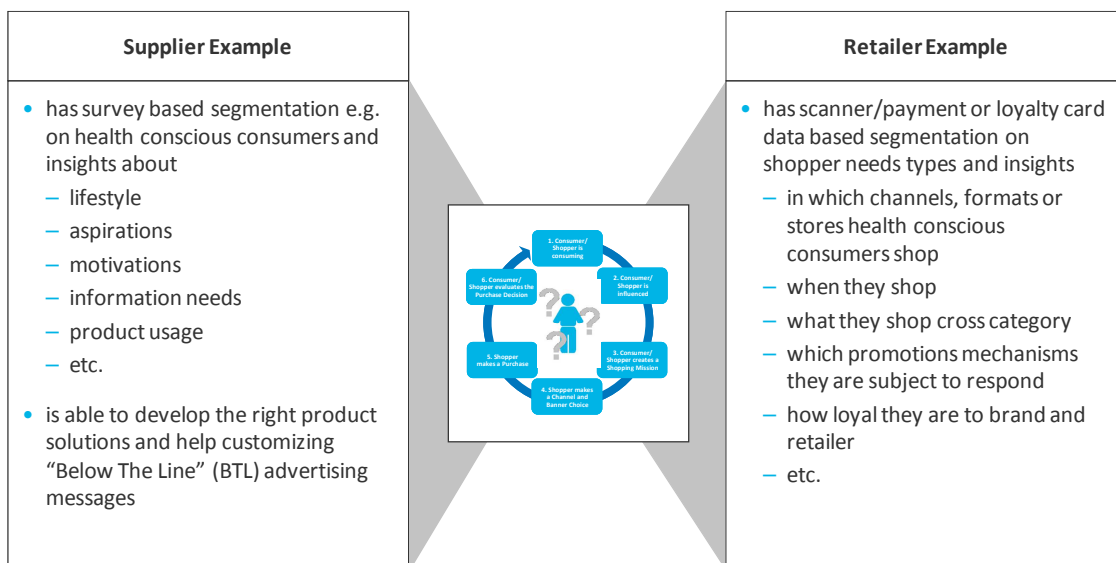 Supplier Example
• has survey based segmentation e.g.
on health conscious consumers and
insights about
– lifestyle
– aspirations
– motivations
– information needs
– product usage
– etc.
• is able to develop the right product
solutions and help customizing
“Below The Line” (BTL) advertising
messages
1. Consumer/
Shopper is
consuming
2. Consumer/
Shopper is
influenced
3. Consumer/
Shopper creates a
Shopping Mission
4. Shopper makes
a Channel and
Banner Choice
5. Shopper
makes a Purchase
6. Consumer/
Shopper evaluates the
Purchase Decision
? ? ?
Retailer Example
• has scanner/payment or loyalty card
data based segmentation on
shopper needs types and insights
– in which channels, formats or
stores health conscious
consumers shop
– when they shop
– what they shop cross category
– which promotions mechanisms
they are subject to respond
– how loyal they are to brand and
retailer
– etc.